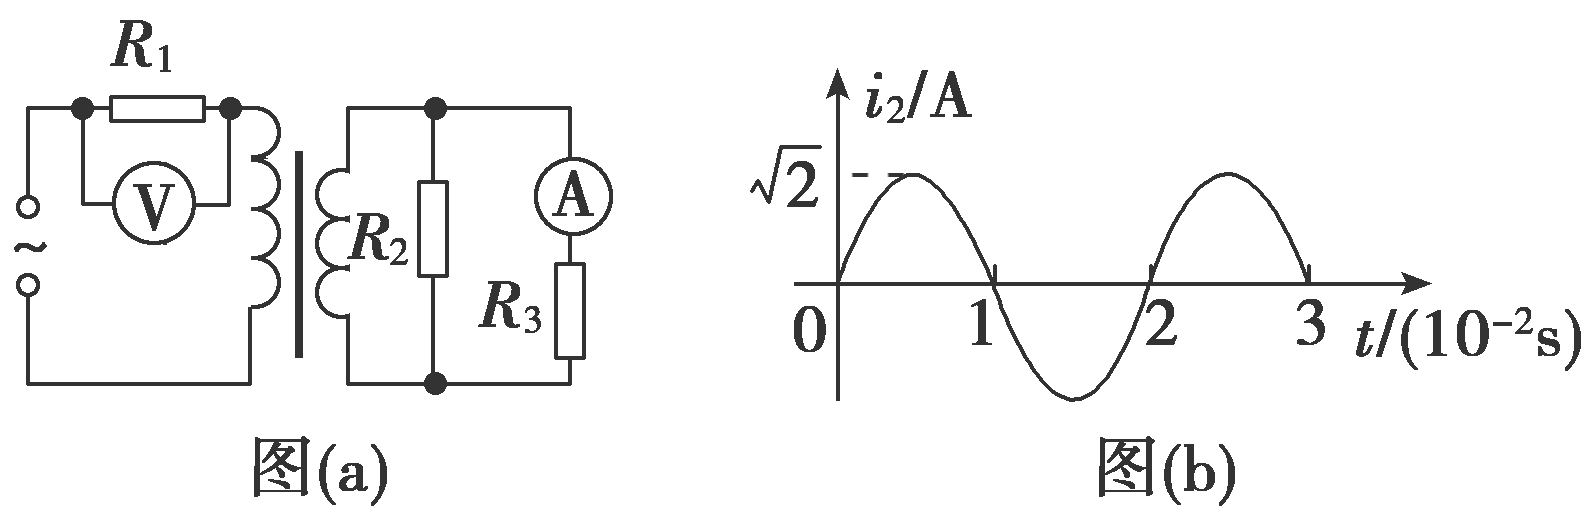 R₁
V
R₂
A
R₃
~
图(a)
i₂/A
√2
0
1
2
3
t/(10⁻²s)
图(b)